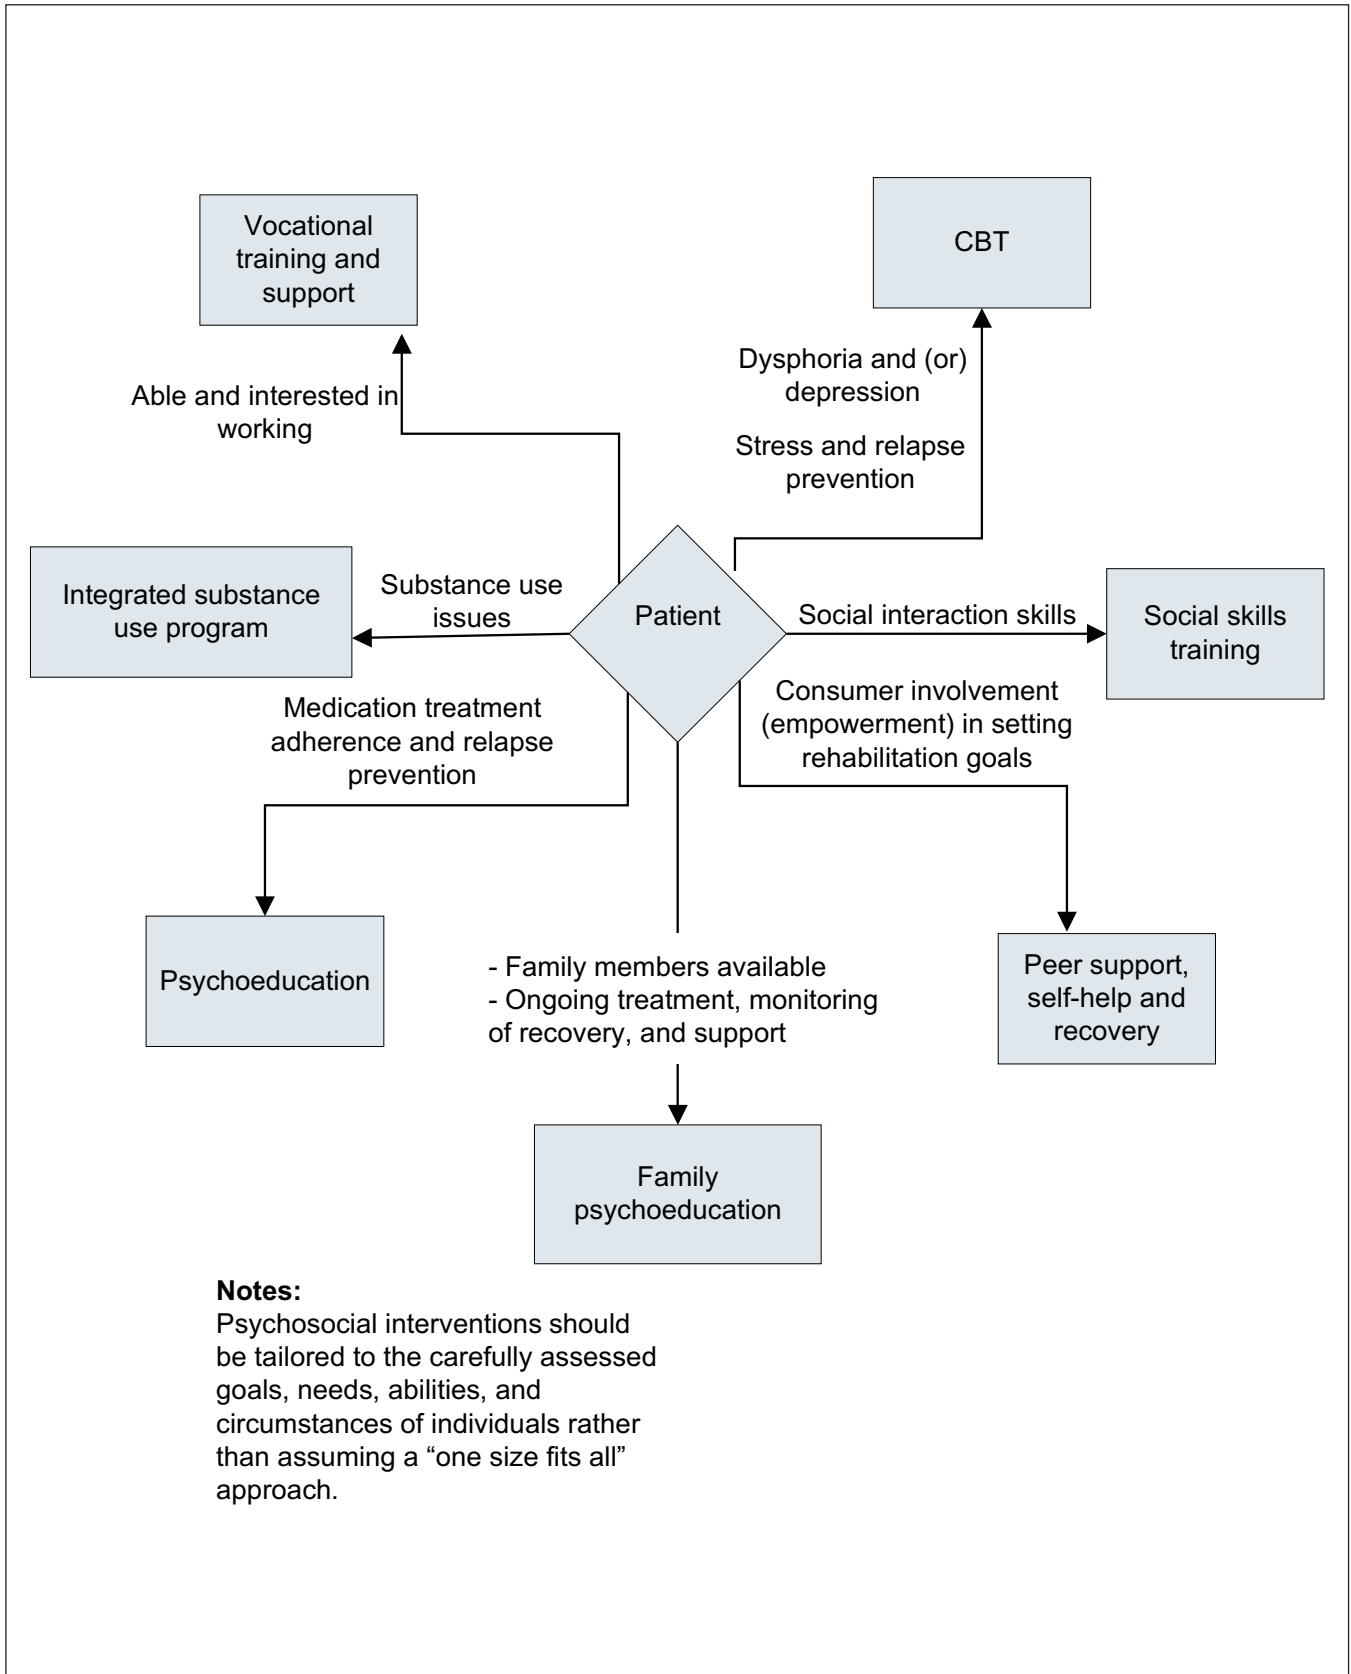 Vocational
training and
support
CBT
Dysphoria and (or)
depression
Able and interested in
working
Stress and relapse
prevention
Integrated substance
use program
Substance use
issues
Patient
Social interaction skills
Social skills
training
Medication treatment
adherence and relapse
prevention
Consumer involvement
(empowerment) in setting
rehabilitation goals
Psychoeducation
- Family members available
- Ongoing treatment, monitoring
of recovery, and support
Peer support,
self-help and
recovery
Family
psychoeducation
Notes:
Psychosocial interventions should
be tailored to the carefully assessed
goals, needs, abilities, and
circumstances of individuals rather
than assuming a “one size fits all”
approach.